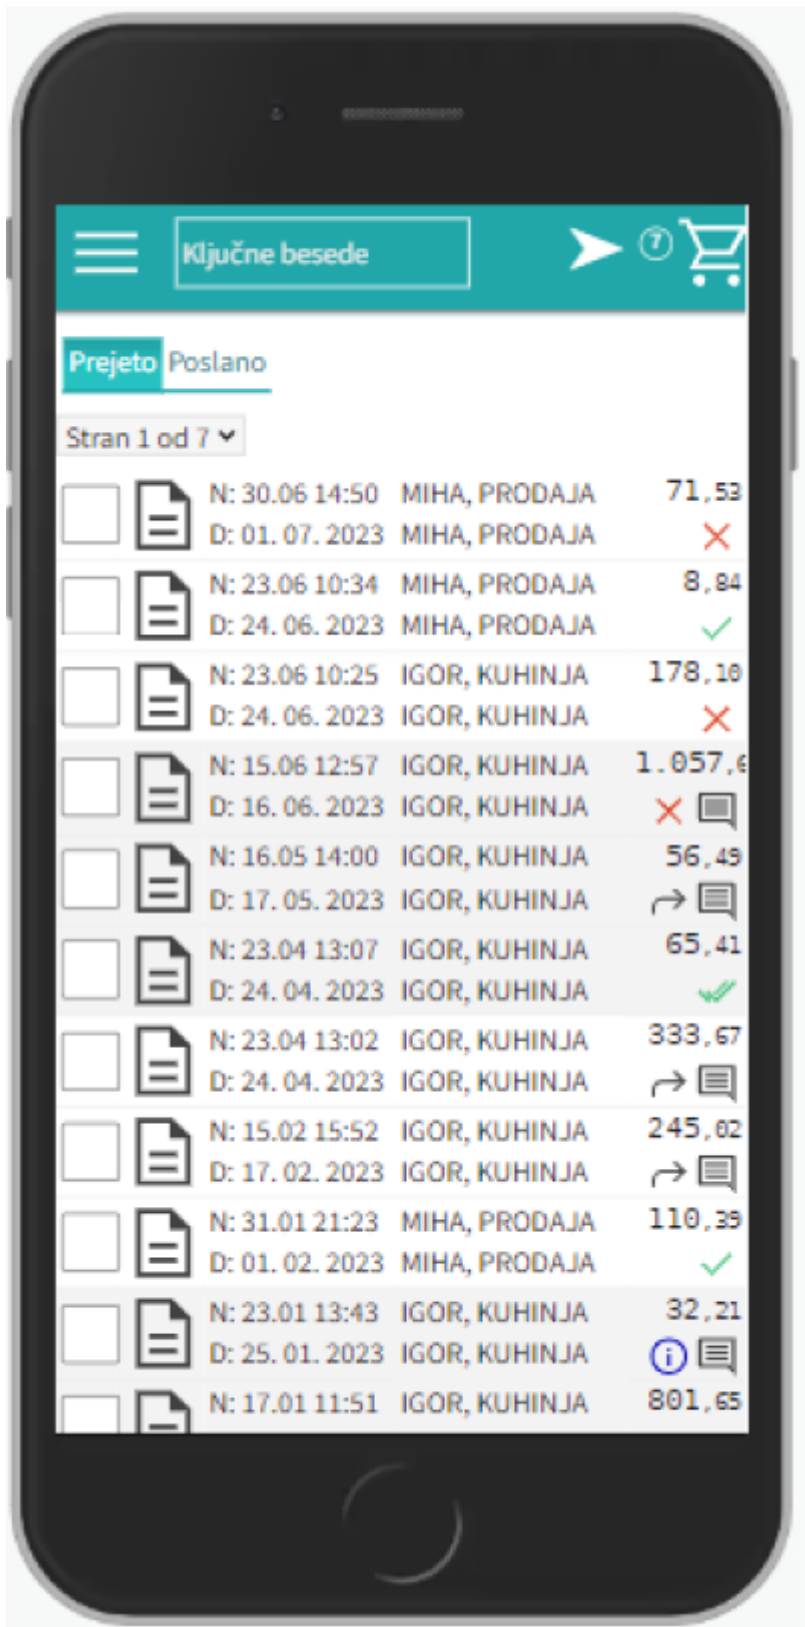 Ključne besede
7
Prejeto Poslano
Stran 1 od 7
N: 30.06 14:50 MIHA, PRODAJA 71,53
D: 01. 07. 2023 MIHA, PRODAJA
N: 23.06 10:34 MIHA, PRODAJA 8,84
D: 24. 06. 2023 MIHA, PRODAJA
N: 23.06 10:25 IGOR, KUHINJA 178,10
D: 24. 06. 2023 IGOR, KUHINJA
N: 15.06 12:57 IGOR, KUHINJA 1.057,
D: 16. 06. 2023 IGOR, KUHINJA
N: 16.05 14:00 IGOR, KUHINJA 56,49
D: 17. 05. 2023 IGOR, KUHINJA
N: 23.04 13:07 IGOR, KUHINJA 65,41
D: 24. 04. 2023 IGOR, KUHINJA
N: 23.04 13:02 IGOR, KUHINJA 333,67
D: 24. 04. 2023 IGOR, KUHINJA
N: 15.02 15:52 IGOR, KUHINJA 245,02
D: 17. 02. 2023 IGOR, KUHINJA
N: 31.01 21:23 MIHA, PRODAJA 110,39
D: 01. 02. 2023 MIHA, PRODAJA
N: 23.01 13:43 IGOR, KUHINJA 32,21
D: 25. 01. 2023 IGOR, KUHINJA
N: 17.01 11:51 IGOR, KUHINJA 801,65